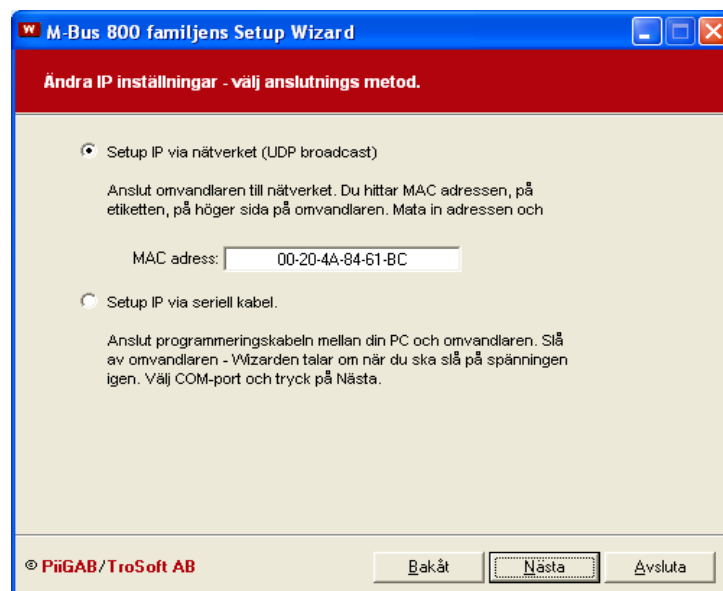 M-Bus 800 familjens Setup Wizard
Ändra IP inställningar - välj anslutnings metod.
Setup IP via nätverket (UDP broadcast)
Anslut omvandlaren till nätverket. Du hittar MAC adressen, på
etiketten, på höger sida på omvandlaren. Mata in adressen och
MAC adress: 00-20-4A-84-61-BC
Setup IP via seriell kabel.
Anslut programmeringskabeln mellan din PC och omvandlaren. Slå
av omvandlaren - Wizarden talar om när du ska slå på spänningen
igen. Välj COM-port och tryck på Nästa.
© PiiGAB/TroSoft AB Bakåt Nästa Avsluta